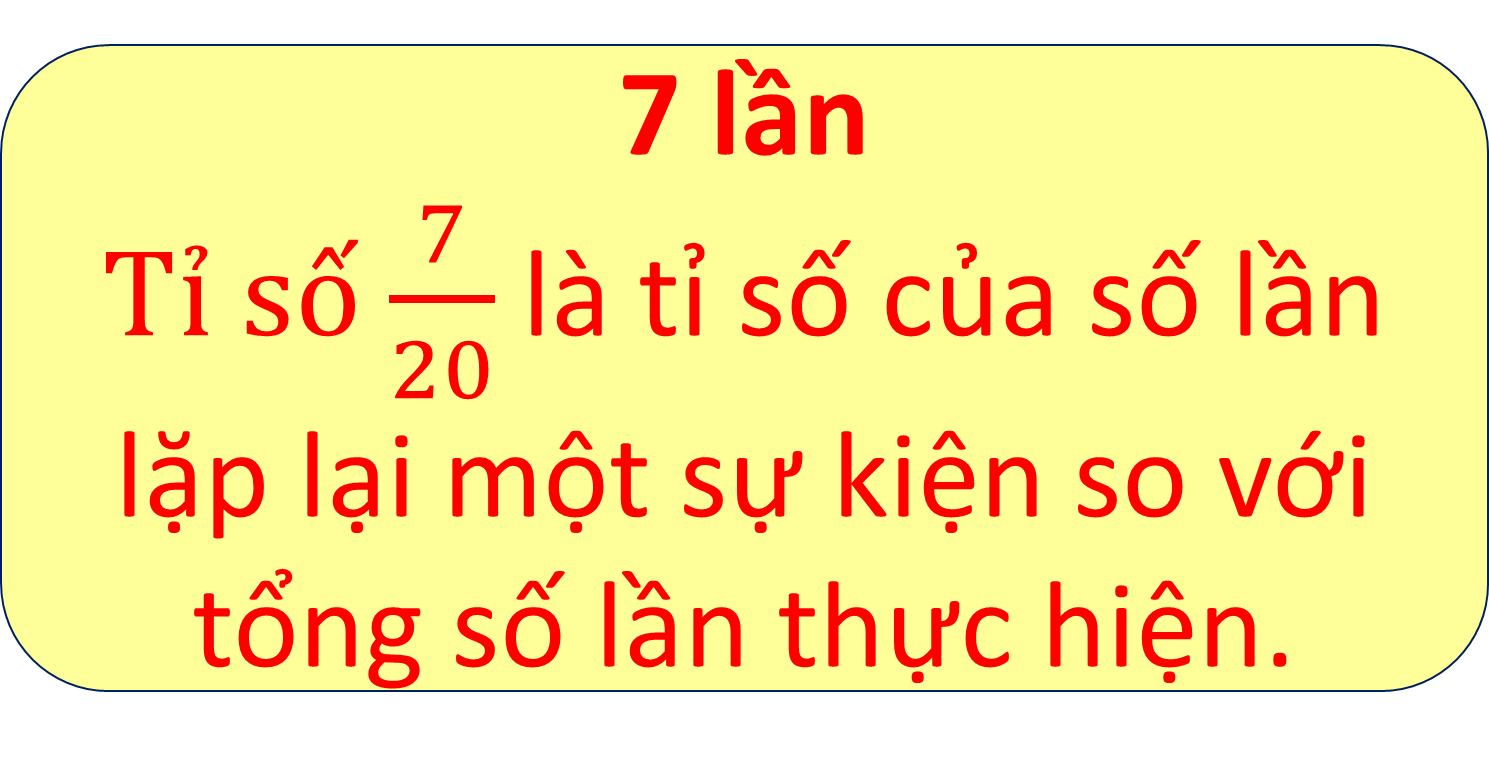 7 lần
Tỉ số 7/20 là tỉ số của số lần
lặp lại một sự kiện so với
tổng số lần thực hiện.